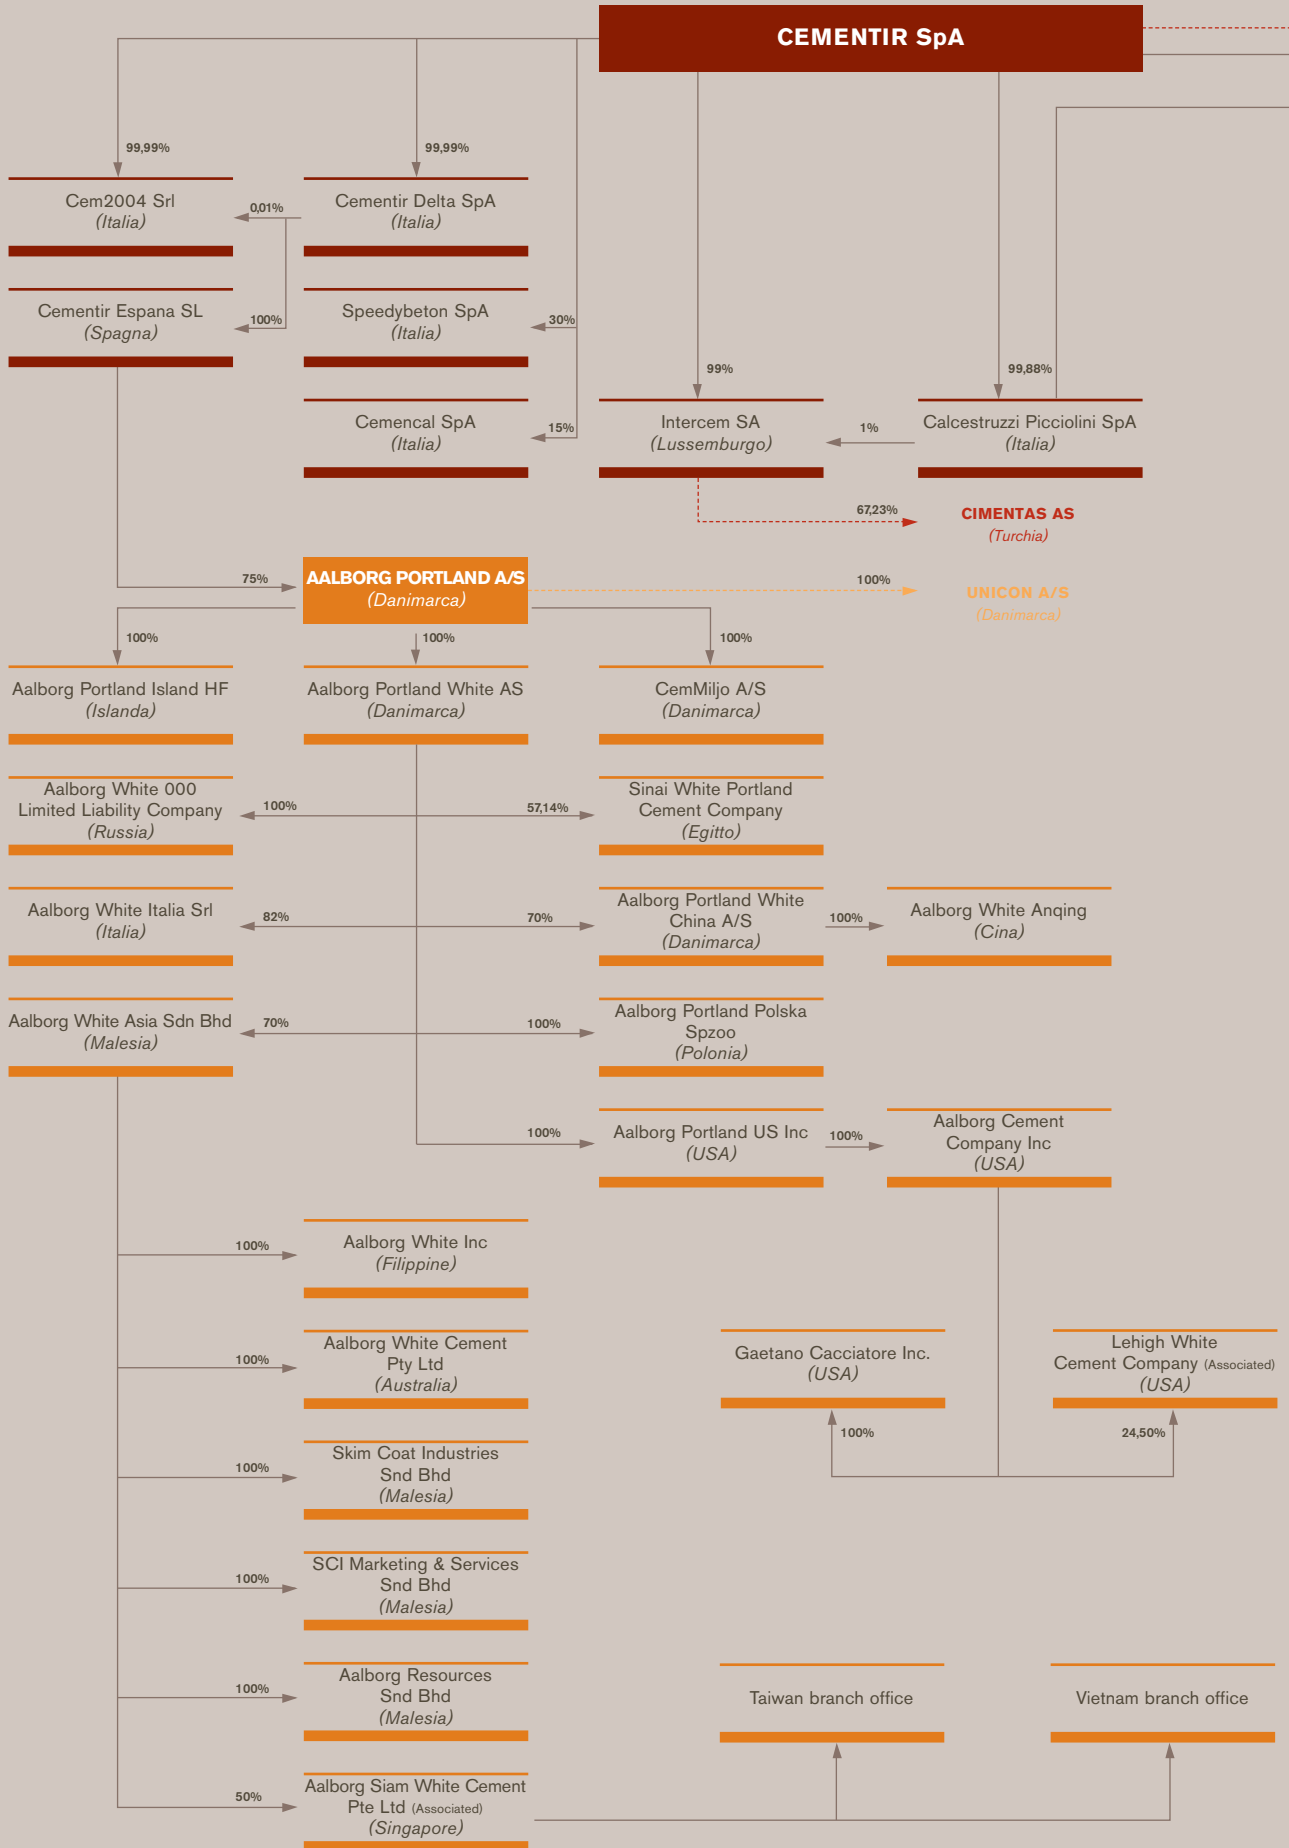 CEMENTIR SpA
99,99%
99,99%
Cem2004 Srl
(Italia)
0,01%
Cementir Delta SpA
(Italia)
Cementir Espana SL
(Spagna)
100%
Speedybeton SpA
(Italia)
30%
99%
99,88%
Cemencal SpA
(Italia)
15%
Intercem SA
(Lussemburgo)
1%
Calcestruzzi Picciolini SpA
(Italia)
67,23%
CIMENTAS AS
(Turchia)
75%
AALBORG PORTLAND A/S
(Danimarca)
100%
UNICON A/S
(Danimarca)
100%
100%
100%
Aalborg Portland Island HF
(Islanda)
Aalborg Portland White AS
(Danimarca)
CemMiljo A/S
(Danimarca)
Aalborg White 000
Limited Liability Company
(Russia)
100%
57,14%
Sinai White Portland
Cement Company
(Egitto)
Aalborg White Italia Srl
(Italia)
82%
70%
Aalborg Portland White
China A/S
(Danimarca)
100%
Aalborg White Anqing
(Cina)
Aalborg White Asia Sdn Bhd
(Malesia)
70%
100%
Aalborg Portland Polska
Spzoo
(Polonia)
100%
Aalborg Portland US Inc
(USA)
100%
Aalborg Cement
Company Inc
(USA)
100%
Aalborg White Inc
(Filippine)
100%
Aalborg White Cement
Pty Ltd
(Australia)
Gaetano Cacciatore Inc.
(USA)
Lehigh White
Cement Company (Associated)
(USA)
100%
24,50%
100%
Skim Coat Industries
Snd Bhd
(Malesia)
100%
SCI Marketing & Services
Snd Bhd
(Malesia)
100%
Aalborg Resources
Snd Bhd
(Malesia)
Taiwan branch office
Vietnam branch office
50%
Aalborg Siam White Cement
Pte Ltd (Associated)
(Singapore)